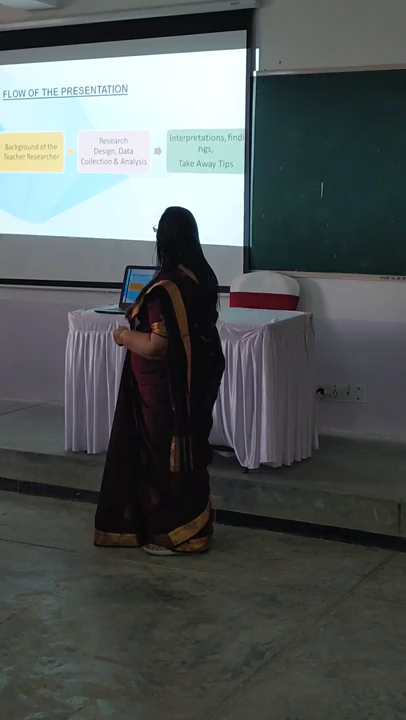 FLOW OF THE PRESENTATION
Background of the
Teacher Researcher
Research
Design, Data
Collection & Analysis
Interpretations, findi
ngs,
Take Away Tips